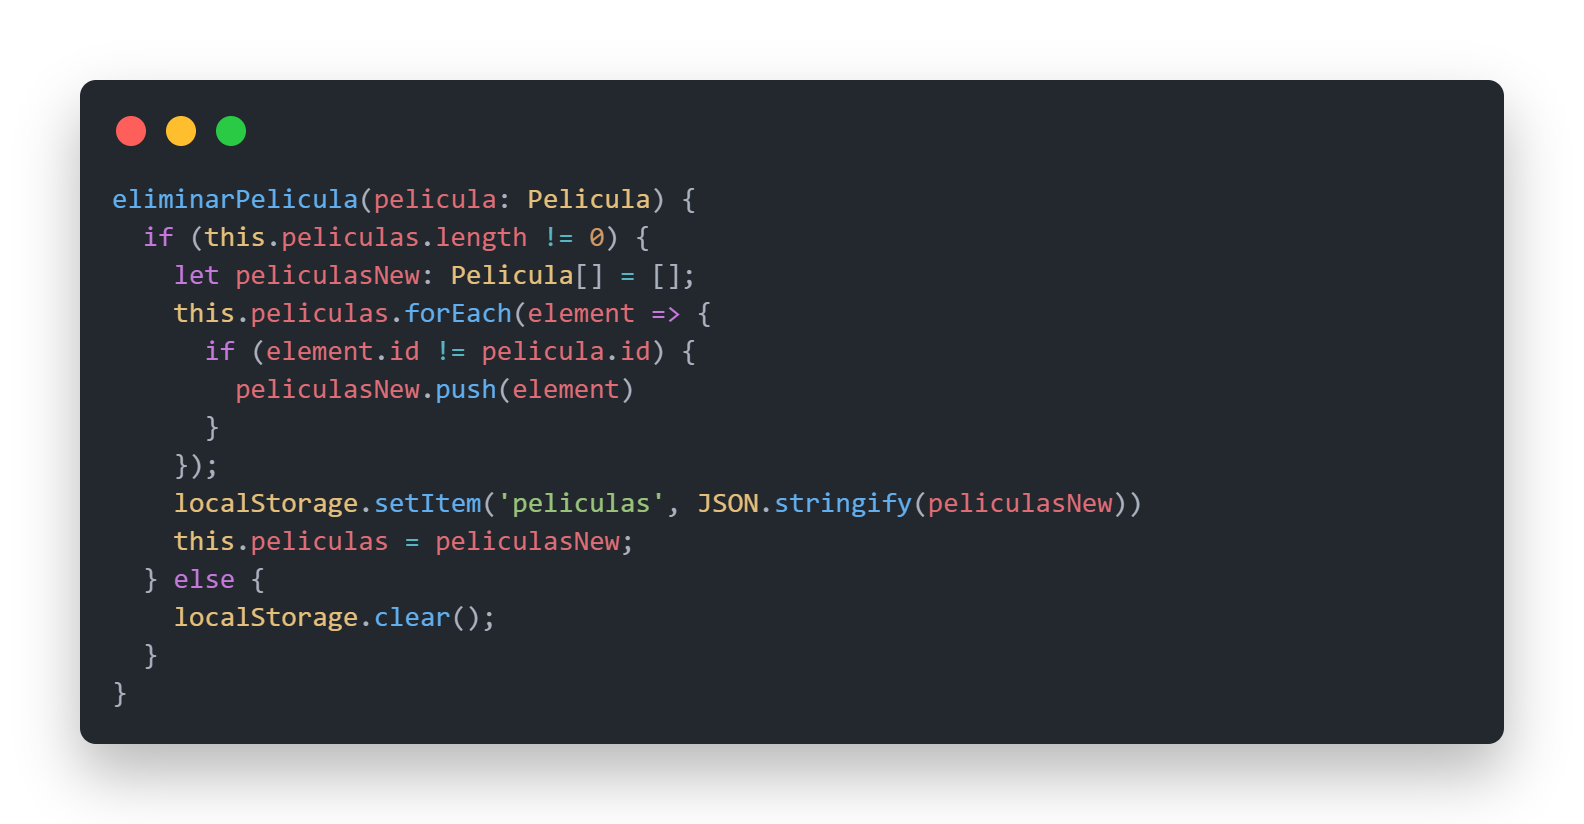 eliminarPelicula(pelicula: Pelicula) {
  if (this.peliculas.length != 0) {
    let peliculasNew: Pelicula[] = [];
    this.peliculas.forEach(element => {
      if (element.id != pelicula.id) {
        peliculasNew.push(element)
      }
    });
    localStorage.setItem('peliculas', JSON.stringify(peliculasNew))
    this.peliculas = peliculasNew;
  } else {
    localStorage.clear();
  }
}